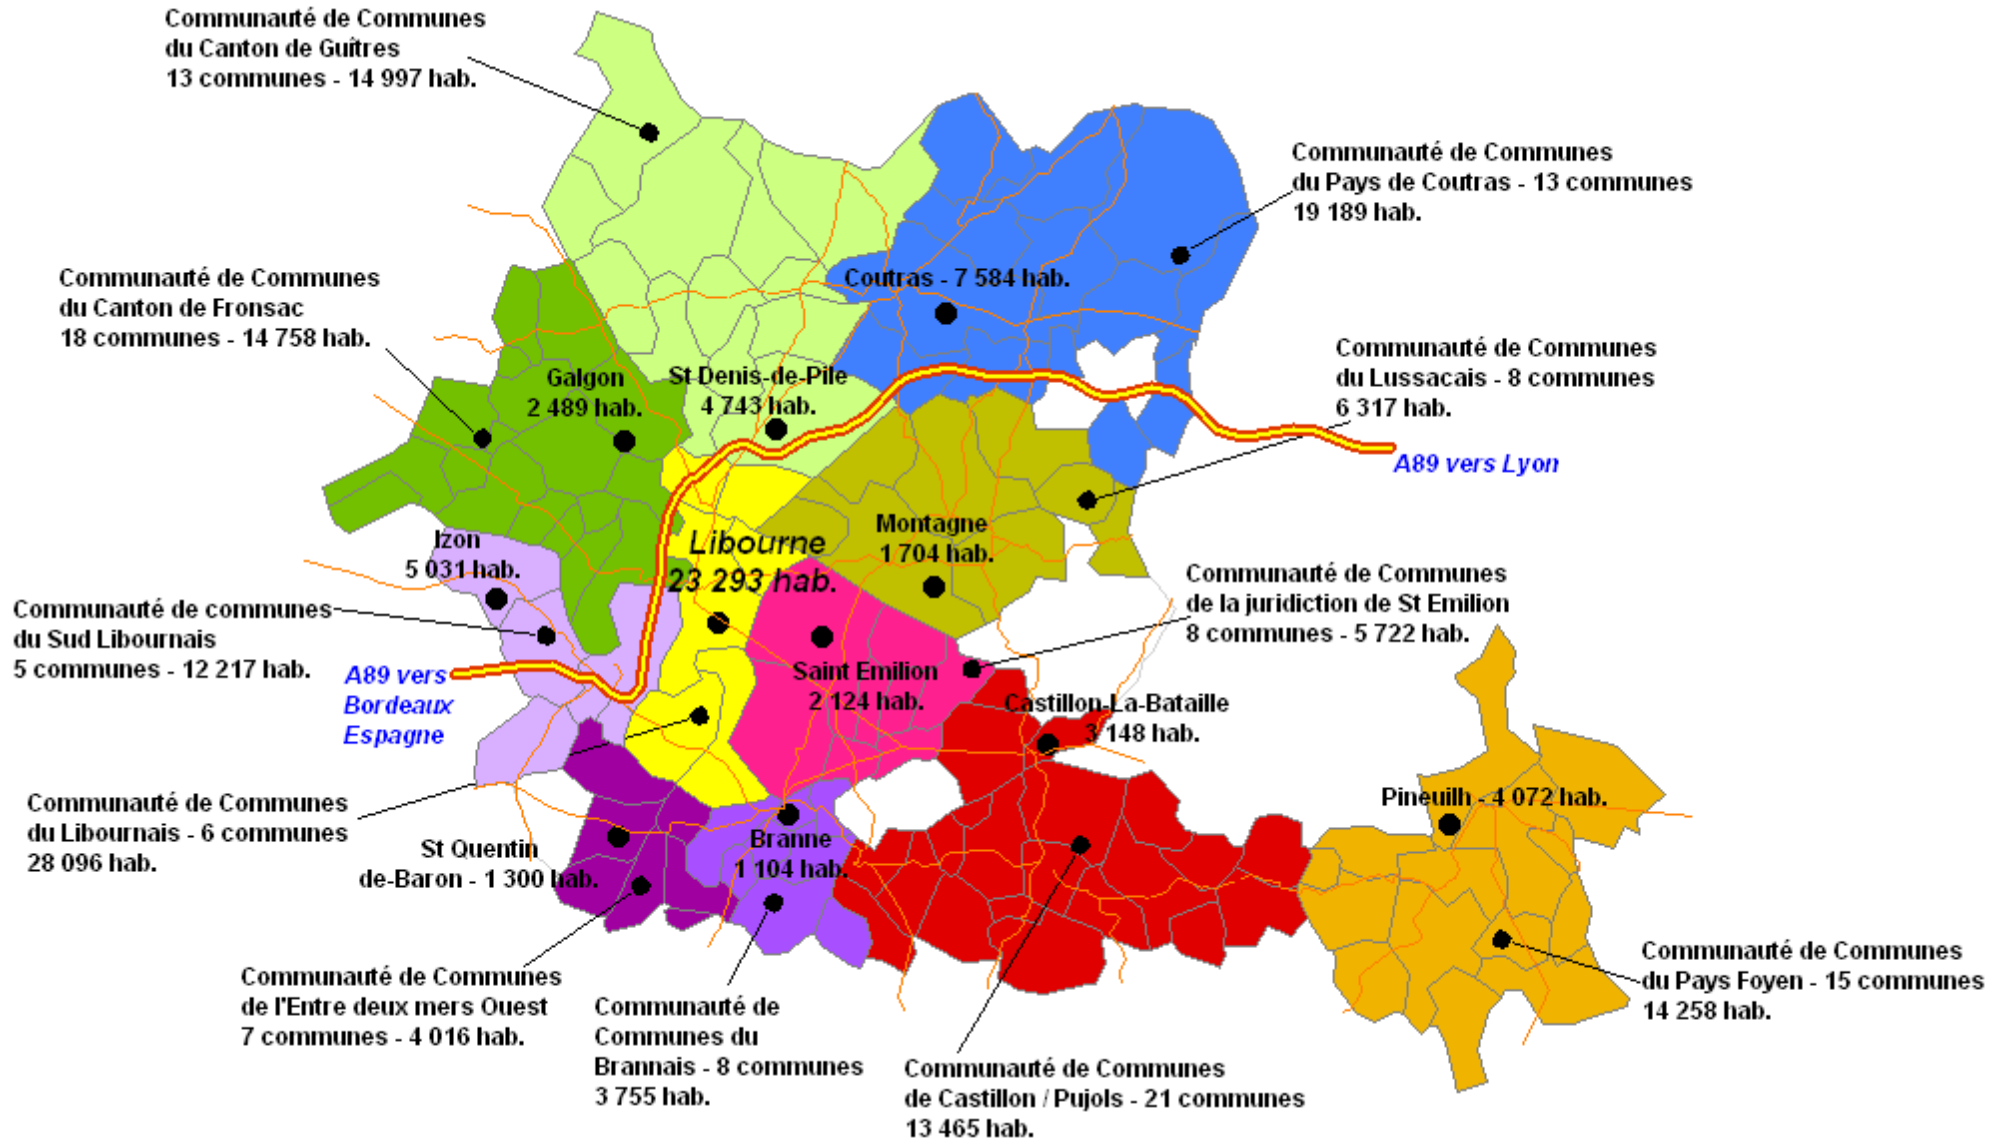 Communauté de Communes
du Canton de Guîtres
13 communes - 14 997 hab.
Communauté de Communes
du Pays de Coutras - 13 communes
19 189 hab.
Communauté de Communes
du Canton de Fronsac
18 communes - 14 758 hab.
Coutras - 7 584 hab.
Communauté de Communes
du Lussacais - 8 communes
6 317 hab.
Galgon
2 489 hab.
St Denis-de-Pile
4 743 hab.
A89 vers Lyon
Izon
5 031 hab.
Libourne
23 293 hab.
Montagne
1 704 hab.
Communauté de Communes
de la juridiction de St Emilion
8 communes - 5 722 hab.
Communauté de communes
du Sud Libournais
5 communes - 12 217 hab.
A89 vers
Bordeaux
Espagne
Saint Emilion
2 124 hab.
Castillon-La-Bataille
3 148 hab.
Communauté de Communes
du Libournais - 6 communes
28 096 hab.
St Quentin
de-Baron - 1 300 hab.
Branne
1 104 hab.
Pineuilh - 4 072 hab.
Communauté de Communes
de l'Entre deux mers Ouest
7 communes - 4 016 hab.
Communauté de
Communes du
Brannais - 8 communes
3 755 hab.
Communauté de Communes
de Castillon / Pujols - 21 communes
13 465 hab.
Communauté de Communes
du Pays Foyen - 15 communes
14 258 hab.